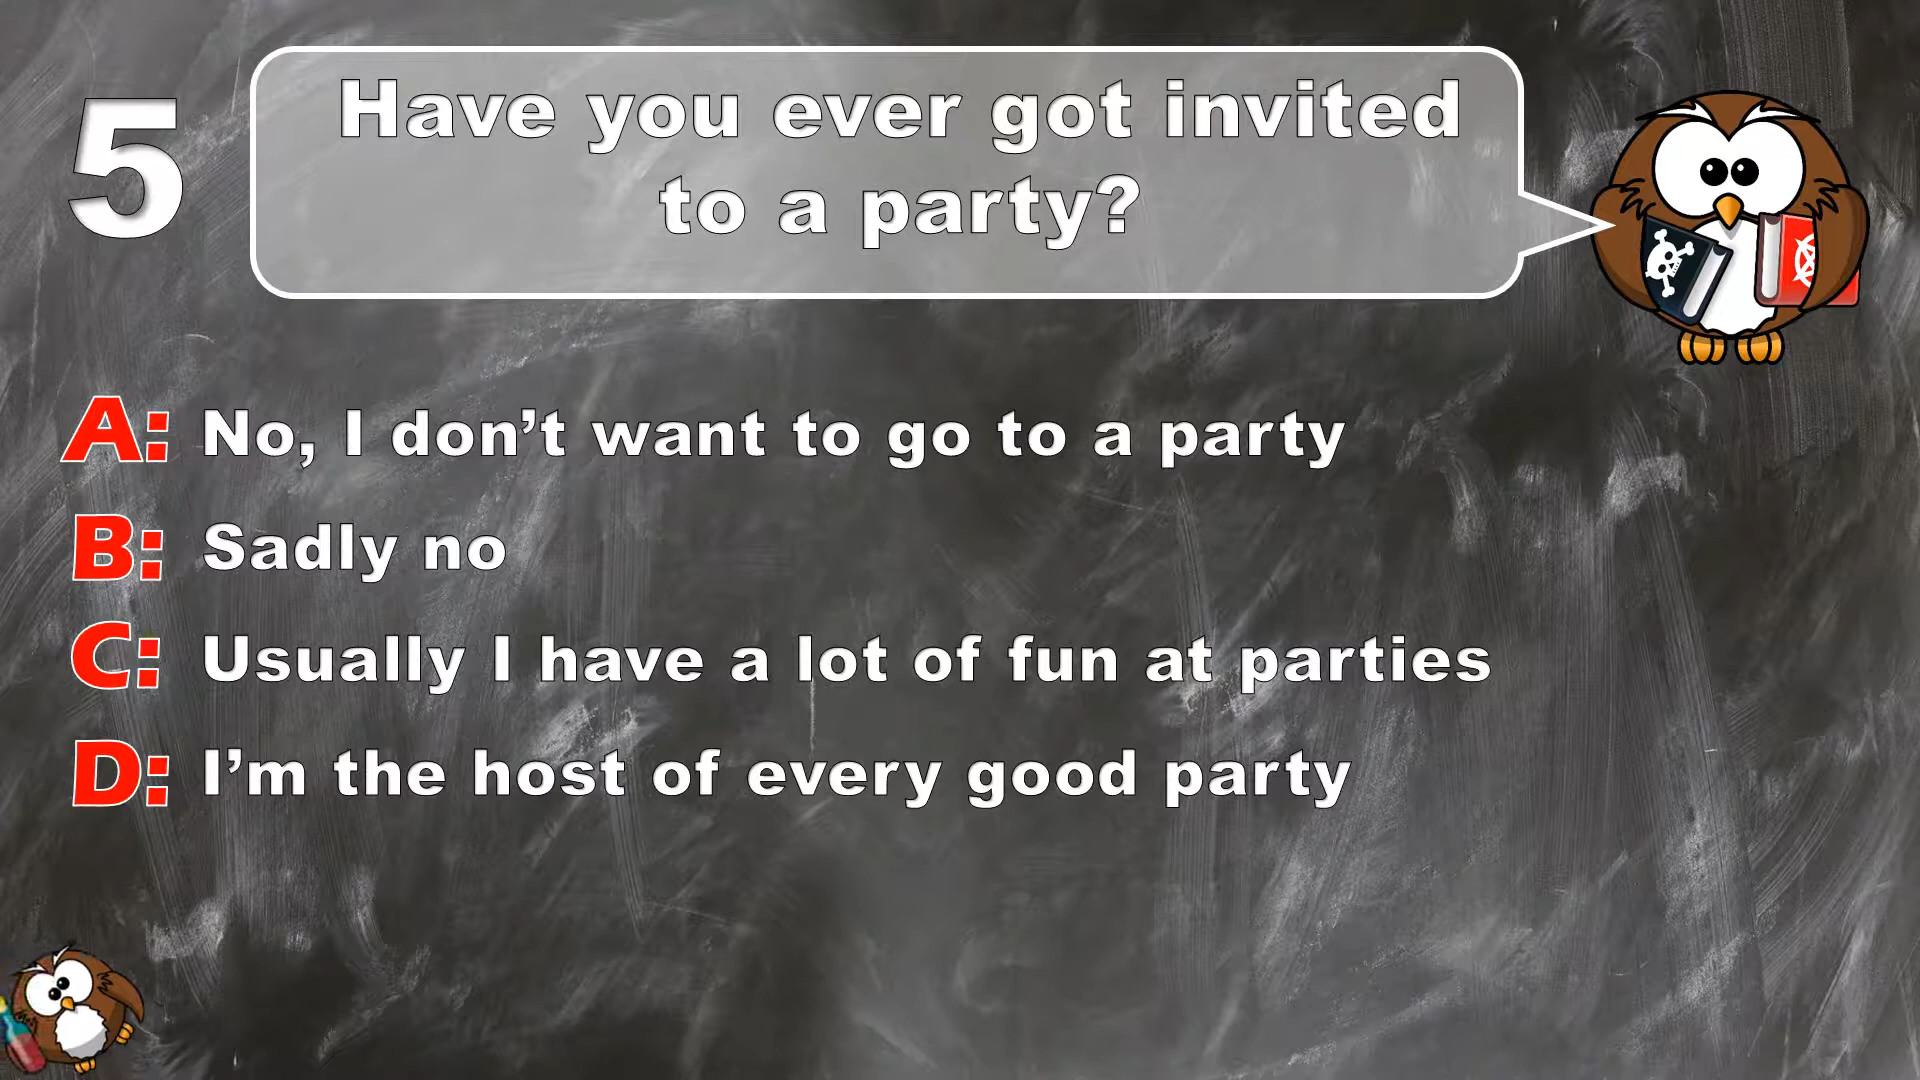 5
Have you ever got invited
to a party?
A: No, I don’t want to go to a party
B: Sadly no
C: Usually I have a lot of fun at parties
D: I’m the host of every good party